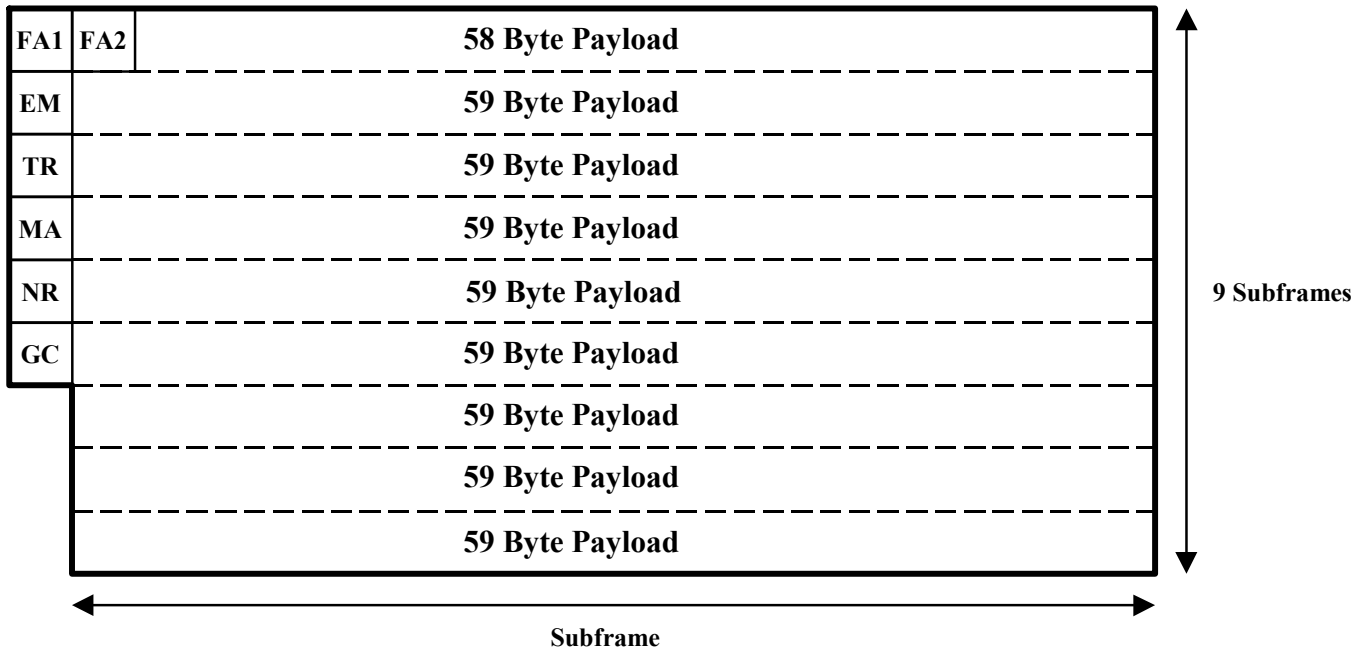 FA1 FA2 58 Byte Payload
EM 59 Byte Payload
TR 59 Byte Payload
MA 59 Byte Payload
NR 59 Byte Payload
9 Subframes
GC 59 Byte Payload
59 Byte Payload
59 Byte Payload
59 Byte Payload
Subframe